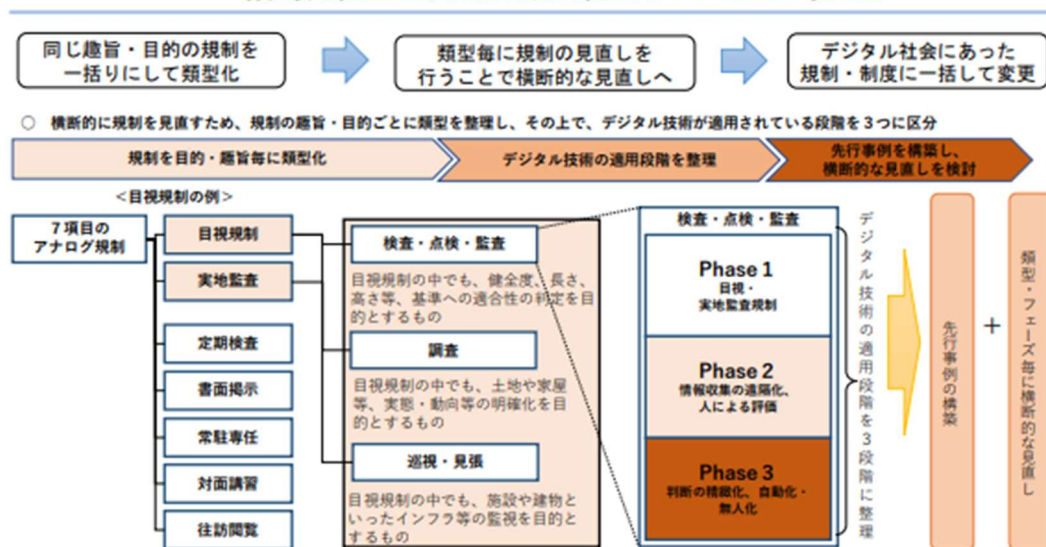 同じ趣旨・目的の規制を
一括りにして類型化
類型毎に規制の見直しを
行うことで横断的な見直しへ
デジタル社会にあった
規制・制度に一括して変更
○ 横断的に規制を見直すため、規制の趣旨・目的ごとに類型を整理し、その上で、デジタル技術が適用されている段階を3つに区分
規制を目的・趣旨毎に類型化
デジタル技術の適用段階を整理
先行事例を構築し、
横断的な見直しを検討
＜目視規制の例＞
7項目の
アナログ規制
目視規制
実地監査
定期検査
書面掲示
常駐専任
対面講習
往訪閲覧
検査・点検・監査
目視規制の中でも、健全度、長さ、
高さ等、基準への適合性の判定を目
的とするもの
調査
目視規制の中でも、土地や家屋
等、実態・動向等の明確化を目
的とするもの
巡視・見張
目視規制の中でも、施設や建物と
いったインフラ等の監視を目的と
するもの
検査・点検・監査
Phase 1
目視・
実地監査規制
Phase 2
情報収集の遠隔化、
人による評価
Phase 3
判断の精緻化、自動化・
無人化
デジタル技術の適用段階を3段階に整理
先行事例の構築
+
類型・フェーズ毎に横断的な見直し